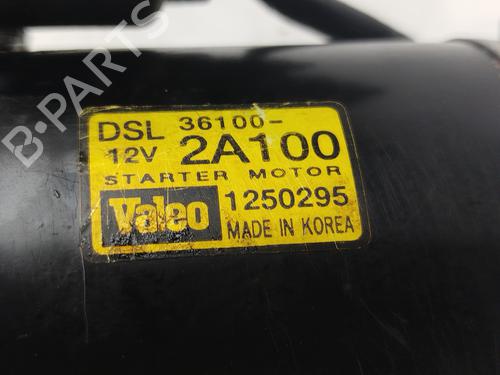 B-PARTS
DSL 36100-
12V 2A100
STARTER MOTOR
Valeo 1250295
MADE IN KOREA